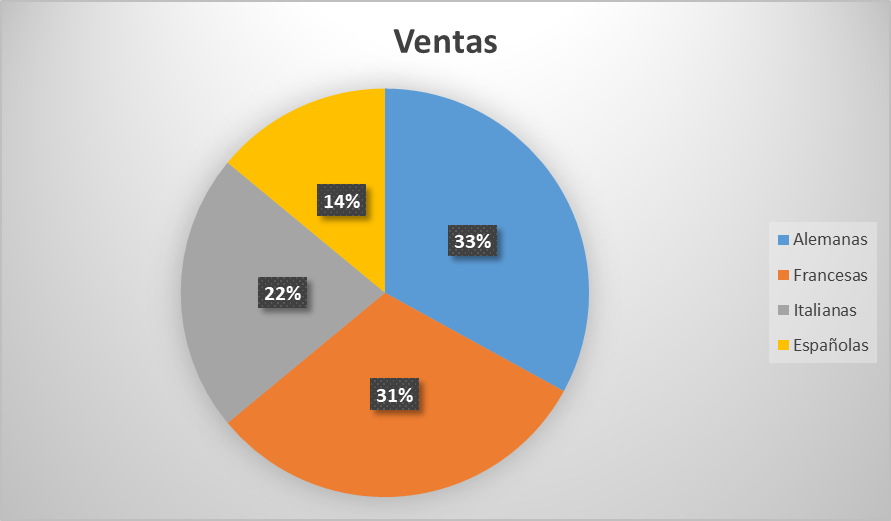 Ventas
14%
33%
22%
31%
Alemanas
Francesas
Italianas
Españolas